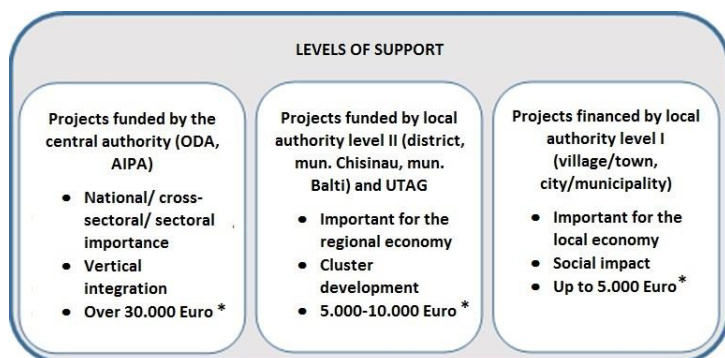 LEVELS OF SUPPORT
Projects funded by the
central authority (ODA,
AIPA)
• National/ cross-
sectoral/ sectoral
importance
• Vertical
integration
• Over 30.000 Euro *
Projects funded by local
authority level II (district,
mun. Chisinau, mun.
Balti) and UTAG
• Important for the
regional economy
• Cluster
development
• 5.000-10.000 Euro *
Projects financed by local
authority level I
(village/town,
city/municipality)
• Important for the
local economy
• Social impact
• Up to 5.000 Euro *